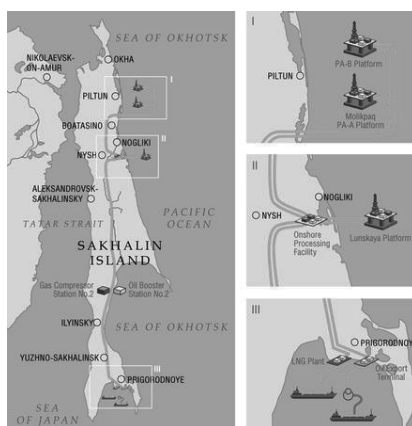 SEA OF OKHOTSK
NIKOLAEVSK-
ON-AMUR
OKHA
I
PILTUN
BOATASINO
II
NOGLIKI
NYSH
ALEKSANDROVSK-
SAKHALINSKY
TATAR STRAIT
PACIFIC
OCEAN
SAKHALIN
ISLAND
Gas Compressor
Station No.2
Oil Booster
Station No.2
ILYINSKY
SEA OF OKHOTSK
YUZHNO-SAKHALINSK
III
PRIGORODNOYE
SEA
OF JAPAN
I
PA-B Platform
PILTUN
Molikpaq
PA-A Platform
II
NOGLIKI
NYSH
Onshore
Processing
Facility
Lunskaya Platform
III
PRIGORODNOYE
LNG Plant
Oil Export
Terminal